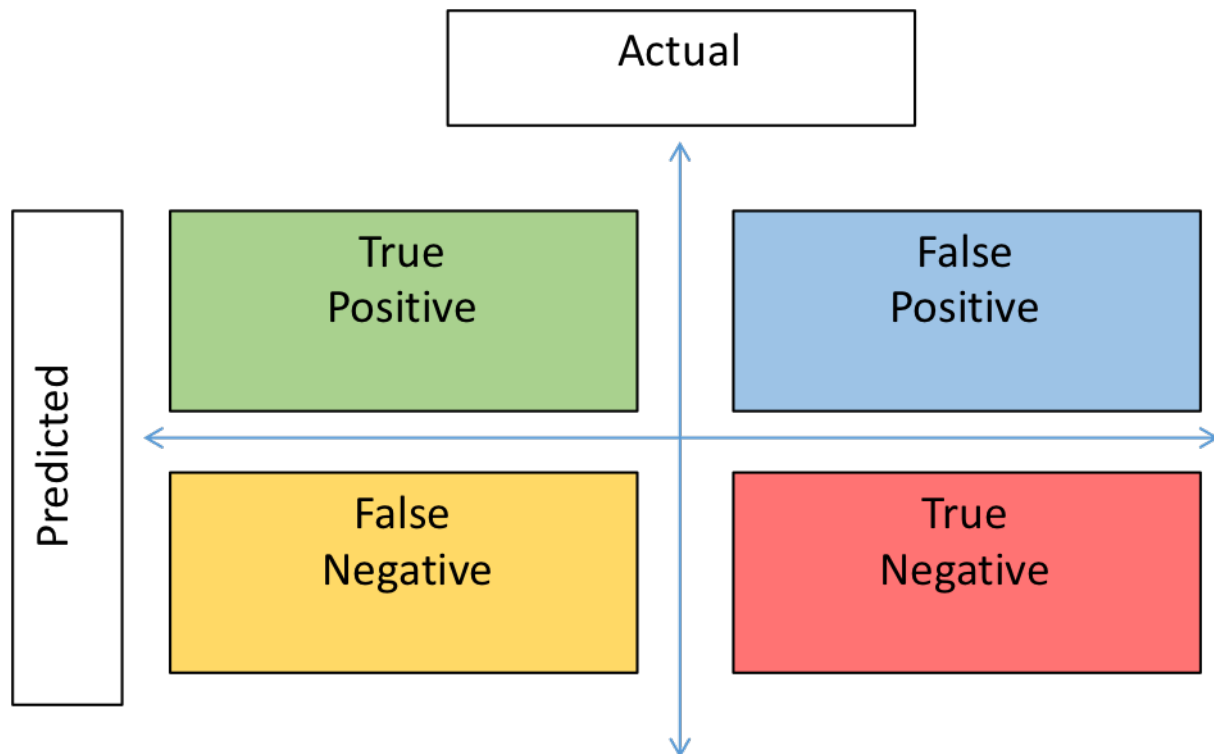 Actual
Predicted
True
Positive
False
Positive
False
Negative
True
Negative